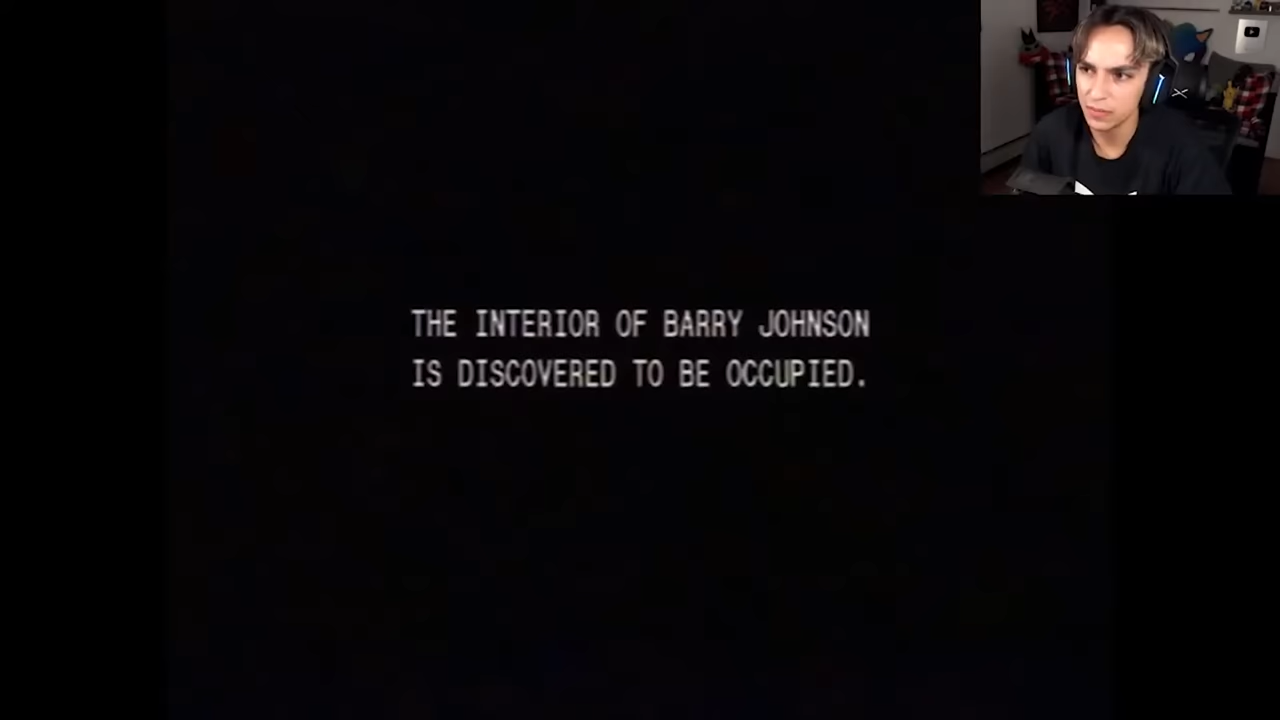 THE INTERIOR OF BARRY JOHNSON
IS DISCOVERED TO BE OCCUPIED.